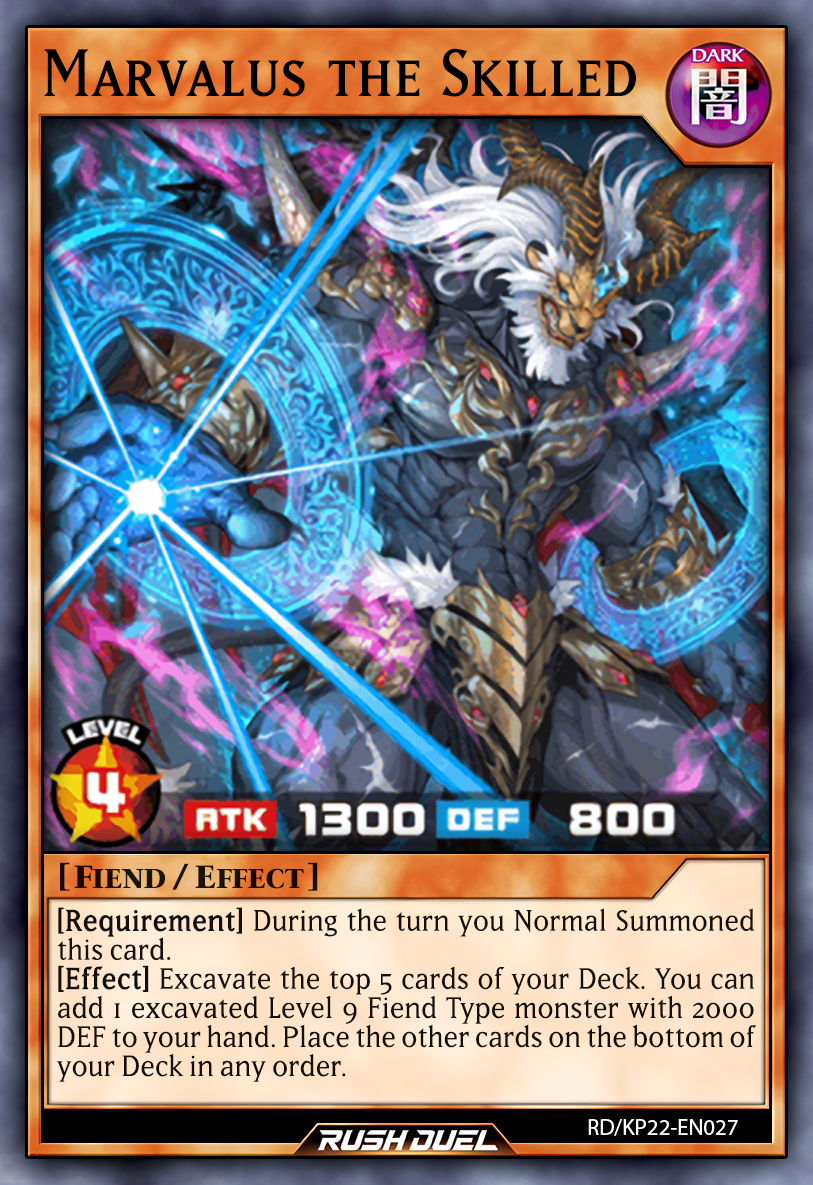 Marvalus the Skilled
DARK
闇
LEVEL
4
ATK 1300 DEF 800
[Fiend / Effect]
[Requirement] During the turn you Normal Summoned
this card.
[Effect] Excavate the top 5 cards of your Deck. You can
add 1 excavated Level 9 Fiend Type monster with 2000
DEF to your hand. Place the other cards on the bottom of
your Deck in any order.
RD/KP22-EN027
RUSH DUEL